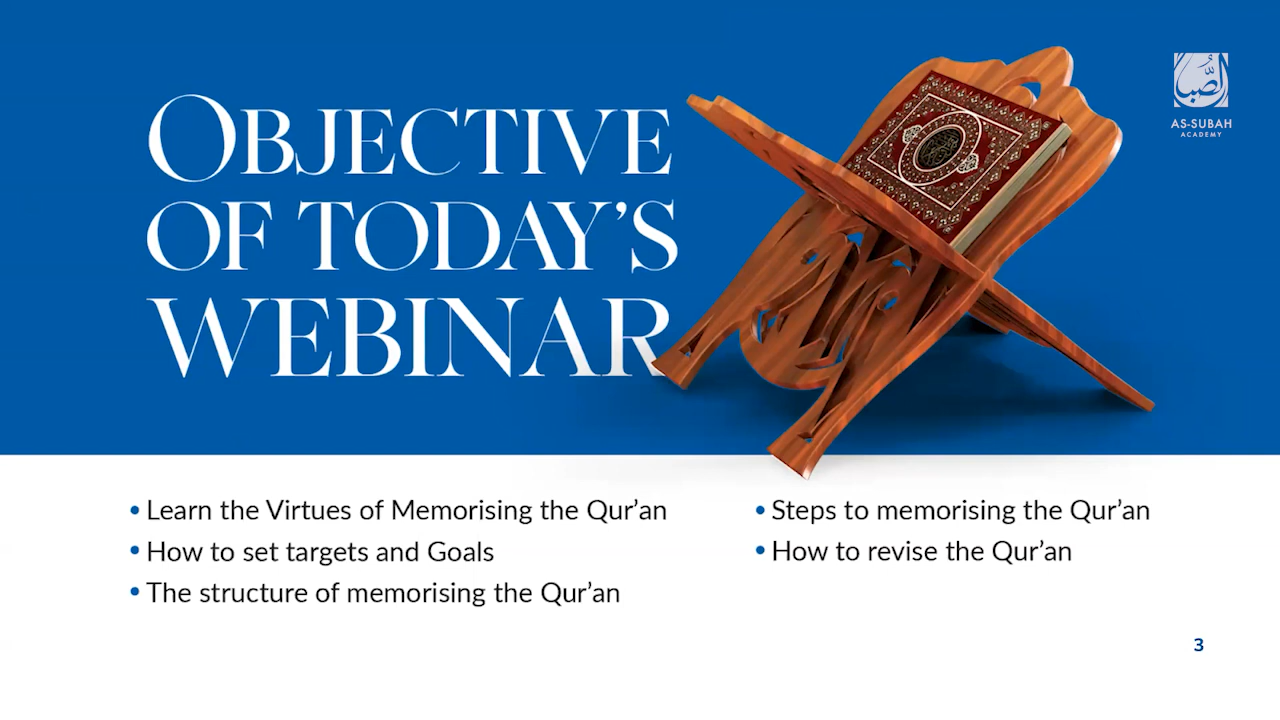 OBJECTIVE
OF TODAY'S
WEBINAR
الصُّبح
AS-SUBAH
ACADEMY
• Learn the Virtues of Memorising the Qur'an
• How to set targets and Goals
• The structure of memorising the Qur'an
• Steps to memorising the Qur'an
• How to revise the Qur'an
3